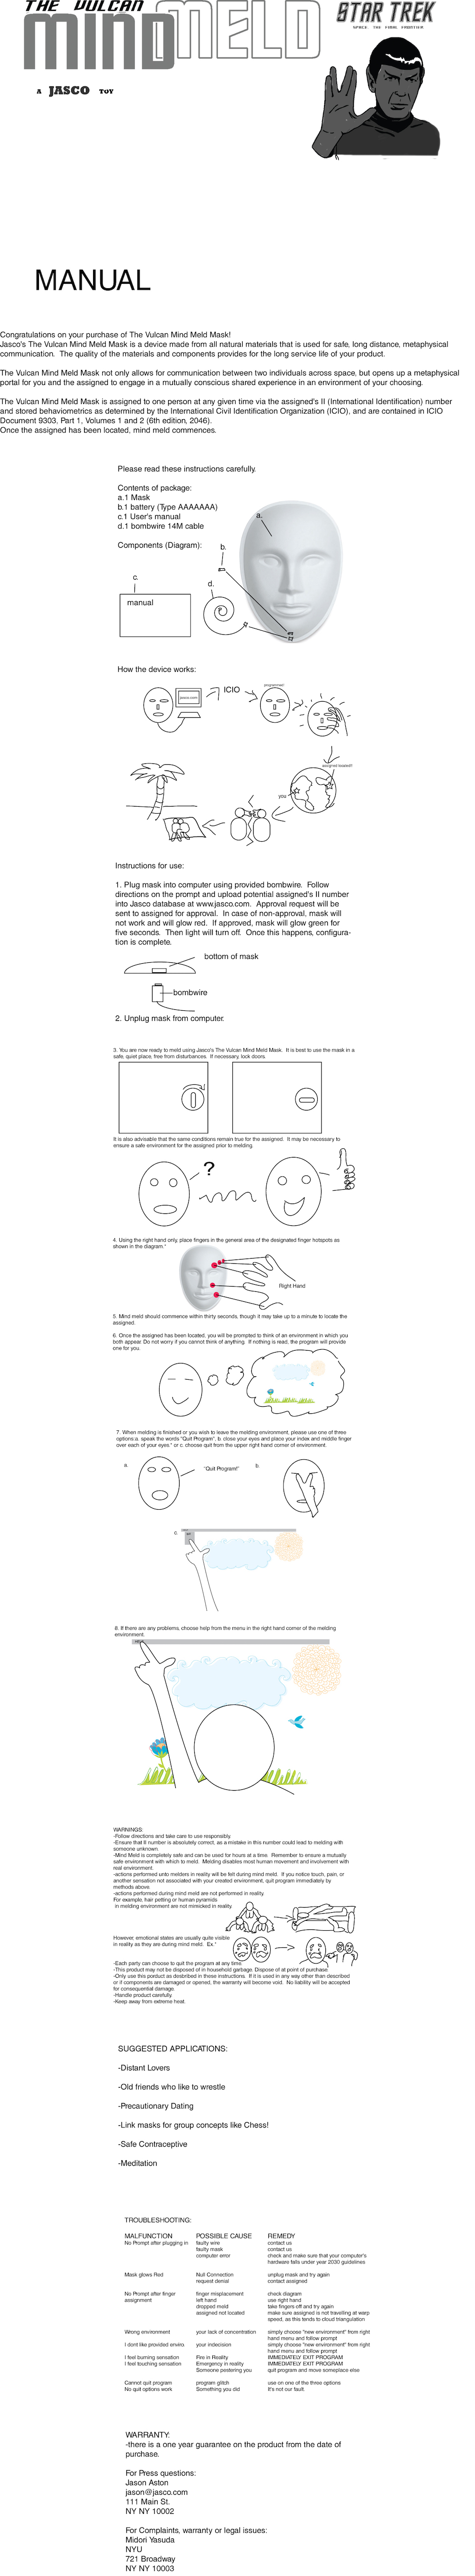 THE VULCAN
mIND MELD
STAR TREK
SPACE THE FINAL FRONTIER
A JASCO TOY
MANUAL
Congratulations on your purchase of The Vulcan Mind Meld Mask!
Jasco's The Vulcan Mind Meld Mask is a device made from all natural materials that is used for safe, long distance, metaphysical
communication. The quality of the materials and components provides for the long service life of your product.
The Vulcan Mind Meld Mask not only allows for communication between two individuals across space, but opens up a metaphysical
portal for you and the assigned to engage in a mutually conscious shared experience in an environment of your choosing.
The Vulcan Mind Meld Mask is assigned to one person at any given time via the assigned's II (International Identification) number
and stored behaviometrics as determined by the International Civil Identification Organization (ICIO), and are contained in ICIO
Document 9303, Part 1, Volumes 1 and 2 (6th edition, 2046).
Once the assigned has been located, mind meld commences.
Please read these instructions carefully.
Contents of package:
a.1 Mask
b.1 battery (Type AAAAAAA)
c.1 User's manual
d.1 bombwire 14M cable
Components (Diagram):
a.
b.
c.
d.
manual
How the device works:
jasco.com
ICIO
programmed!
assigned located!!
you
Instructions for use:
1. Plug mask into computer using provided bombwire. Follow
directions on the prompt and upload potential assigned's II number
into Jasco database at www.jasco.com. Approval request will be
sent to assigned for approval. In case of non-approval, mask will
not work and will glow red. If approved, mask will glow green for
five seconds. Then light will turn off. Once this happens, configura-
tion is complete.
bottom of mask
bombwire
2. Unplug mask from computer.
3. You are now ready to meld using Jasco's The Vulcan Mind Meld Mask. It is best to use the mask in a
safe, quiet place, free from disturbances. If necessary, lock doors.
It is also advisable that the same conditions remain true for the assigned. It may be necessary to
ensure a safe environment for the assigned prior to melding.
?
4. Using the right hand only, place fingers in the general area of the designated finger hotspots as
shown in the diagram.*
Right Hand
5. Mind meld should commence within thirty seconds, though it may take up to a minute to locate the
assigned.
6. Once the assigned has been located, you will be prompted to think of an environment in which you
both appear. Do not worry if you cannot think of anything. If nothing is read, the program will provide
one for you.
7. When melding is finished or you wish to leave the melding environment, please use one of three
options:a. speak the words "Quit Program", b. close your eyes and place your index and middle finger
over each of your eyes,* or c. choose quit from the upper right hand corner of environment.
a.
"Quit Program!"
b.
c.
8. If there are any problems, choose help from the menu in the right hand corner of the melding
environment.
WARNINGS:
-Follow directions and take care to use responsibly.
-Ensure that II number is absolutely correct, as a mistake in this number could lead to melding with
someone unknown.
-Mind Meld is completely safe and can be used for hours at a time. Remember to ensure a mutually
safe environment with which to meld. Melding disables most human movement and involvement with
real environment.
-actions performed unto melders in reality will be felt during mind meld. If you notice touch, pain, or
another sensation not associated with your created environment, quit program immediately by
methods above.
-actions performed during mind meld are not performed in reality.
For example, hair petting or human pyramids
in melding environment are not mimicked in reality.
However, emotional states are usually quite visible
in reality as they are during mind meld. Ex.*
-Each party can choose to quit the program at any time.
-This product may not be disposed of in household garbage. Dispose of at point of purchase.
-Only use this product as desbribed in these instructions. If it is used in any way other than described
or if components are damaged or opened, the warranty will become void. No liability will be accepted
for consequential damage.
-Handle product carefully.
-Keep away from extreme heat.
SUGGESTED APPLICATIONS:
-Distant Lovers
-Old friends who like to wrestle
-Precautionary Dating
-Link masks for group concepts like Chess!
-Safe Contraceptive
-Meditation
TROUBLESHOOTING:
MALFUNCTION POSSIBLE CAUSE REMEDY
No Prompt after plugging in faulty wire contact us
faulty mask contact us
computer error check and make sure that your computer's
hardware falls under year 2030 guidelines
Mask glows Red Null Connection unplug mask and try again
request denial contact assigned
No Prompt after finger finger misplacement check diagram
assignment left hand use right hand
dropped meld take fingers off and try again
assigned not located make sure assigned is not travelling at warp
speed, as this tends to cloud triangulation
Wrong environment your lack of concentration simply choose "new environment" from right
hand menu and follow prompt
I dont like provided enviro. your indecision simply choose "new environment" from right
hand menu and follow prompt
I feel burning sensation Fire in Reality IMMEDIATELY EXIT PROGRAM
I feel touching sensation Emergency in reality IMMEDIATELY EXIT PROGRAM
Someone pestering you quit program and move someplace else
Cannot quit program program glitch use on one of the three options
No quit options work Something you did It's not our fault.
WARRANTY:
-there is a one year guarantee on the product from the date of
purchase.
For Press questions:
Jason Aston
jason@jasco.com
111 Main St.
NY NY 10002
For Complaints, warranty or legal issues:
Midori Yasuda
NYU
721 Broadway
NY NY 10003